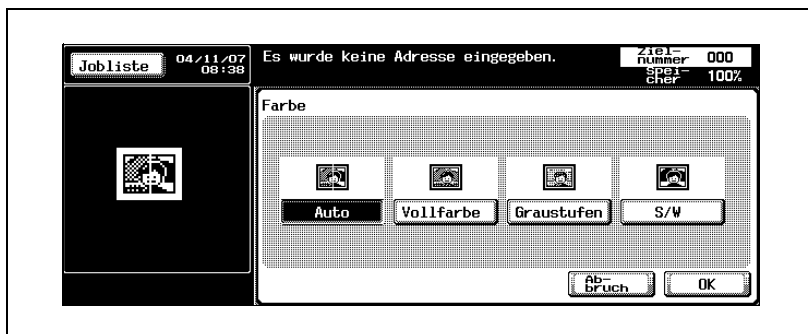 Jobliste
04/11/07
08:38
Es wurde keine Adresse eingegeben.
Ziel-
nummer 000
Spei-
cher 100%
Farbe
Auto
Vollfarbe
Graustufen
S/W
Ab-
bruch
OK